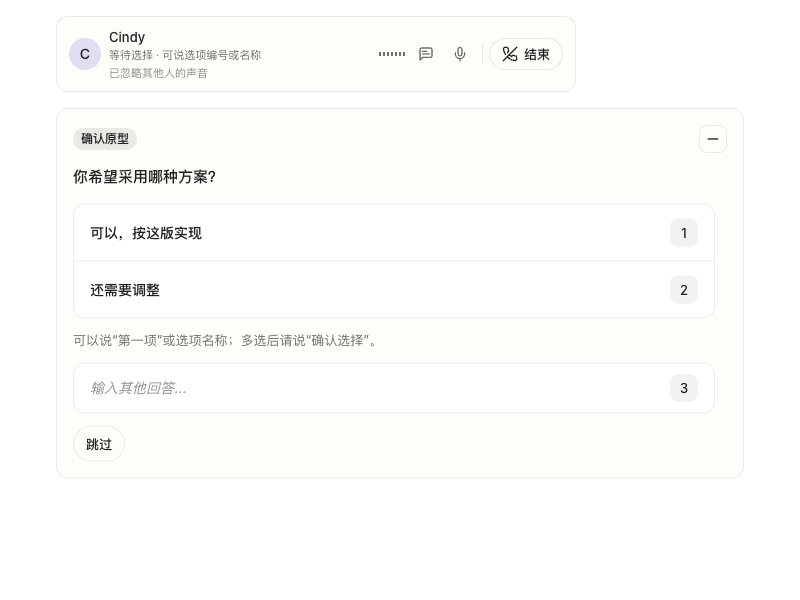 C
Cindy
等待选择 · 可说选项编号或名称
已忽略其他人的声音
结束
确认原型
你希望采用哪种方案?
可以，按这版实现
1
还需要调整
2
可以说“第一项”或选项名称；多选后请说“确认选择”。
输入其他回答...
3
跳过